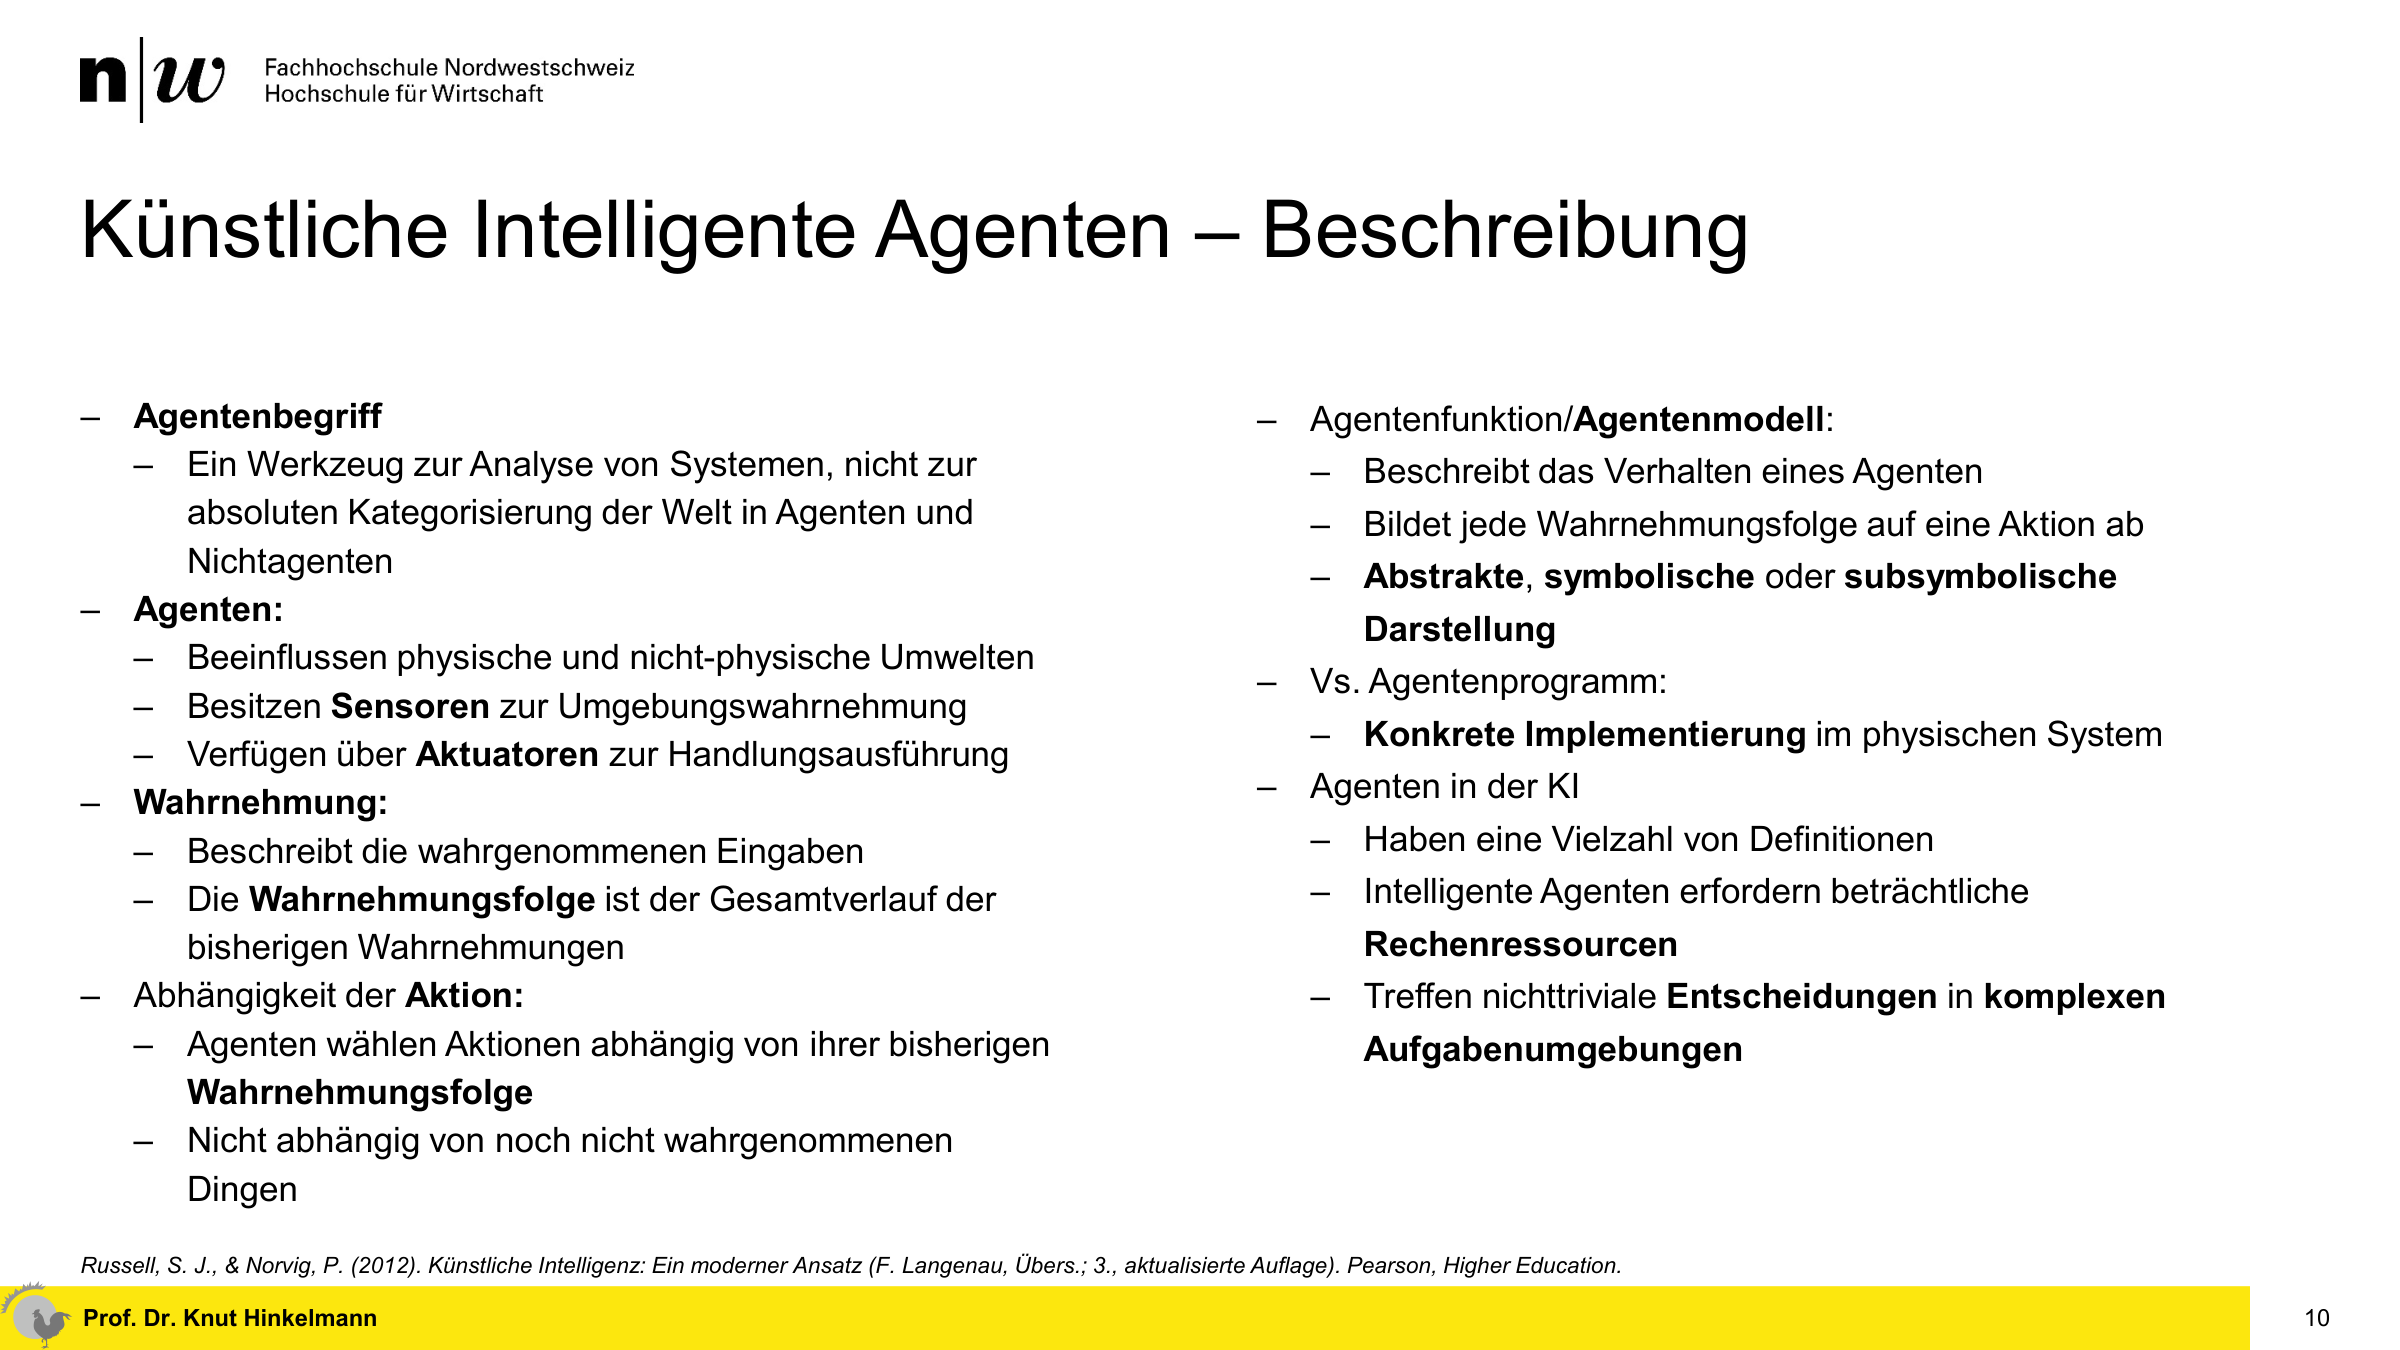 n|w
Fachhochschule Nordwestschweiz
Hochschule für Wirtschaft
Künstliche Intelligente Agenten – Beschreibung
– Agentenbegriff
– Ein Werkzeug zur Analyse von Systemen, nicht zur
absoluten Kategorisierung der Welt in Agenten und
Nichtagenten
– Agenten:
– Beeinflussen physische und nicht-physische Umwelten
– Besitzen Sensoren zur Umgebungswahrnehmung
– Verfügen über Aktuatoren zur Handlungsausführung
– Wahrnehmung:
– Beschreibt die wahrgenommenen Eingaben
– Die Wahrnehmungsfolge ist der Gesamtverlauf der
bisherigen Wahrnehmungen
– Abhängigkeit der Aktion:
– Agenten wählen Aktionen abhängig von ihrer bisherigen
Wahrnehmungsfolge
– Nicht abhängig von noch nicht wahrgenommenen
Dingen
– Agentenfunktion/Agentenmodell:
– Beschreibt das Verhalten eines Agenten
– Bildet jede Wahrnehmungsfolge auf eine Aktion ab
– Abstrakte, symbolische oder subsymbolische
Darstellung
– Vs. Agentenprogramm:
– Konkrete Implementierung im physischen System
– Agenten in der KI
– Haben eine Vielzahl von Definitionen
– Intelligente Agenten erfordern beträchtliche
Rechenressourcen
– Treffen nichttriviale Entscheidungen in komplexen
Aufgabenumgebungen
Russell, S. J., & Norvig, P. (2012). Künstliche Intelligenz: Ein moderner Ansatz (F. Langenau, Übers.; 3., aktualisierte Auflage). Pearson, Higher Education.
Prof. Dr. Knut Hinkelmann
10